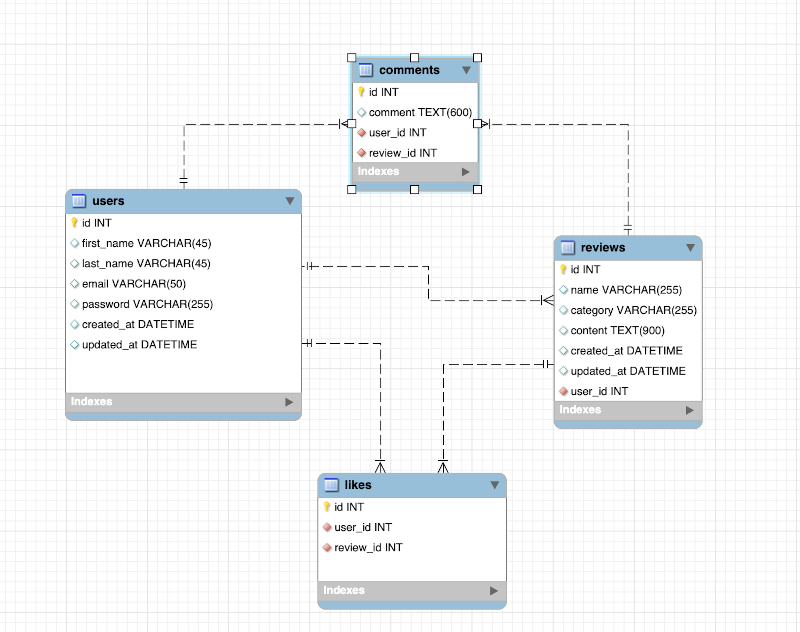 comments
id INT
comment TEXT(600)
user_id INT
review_id INT
Indexes
users
id INT
first_name VARCHAR(45)
last_name VARCHAR(45)
email VARCHAR(50)
password VARCHAR(255)
created_at DATETIME
updated_at DATETIME
Indexes
reviews
id INT
name VARCHAR(255)
category VARCHAR(255)
content TEXT(900)
created_at DATETIME
updated_at DATETIME
user_id INT
Indexes
likes
id INT
user_id INT
review_id INT
Indexes